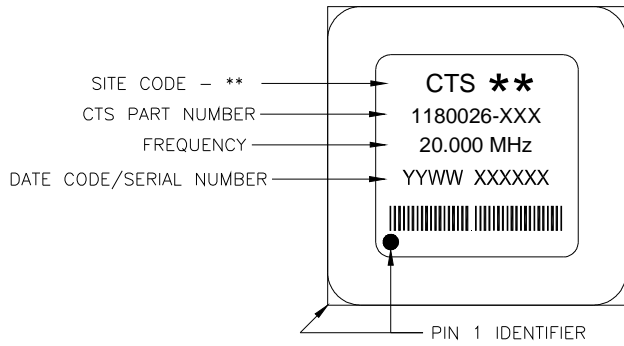 SITE CODE - **
CTS **
CTS PART NUMBER
1180026-XXX
FREQUENCY
20.000 MHz
DATE CODE/SERIAL NUMBER
YYWW XXXXXX
PIN 1 IDENTIFIER